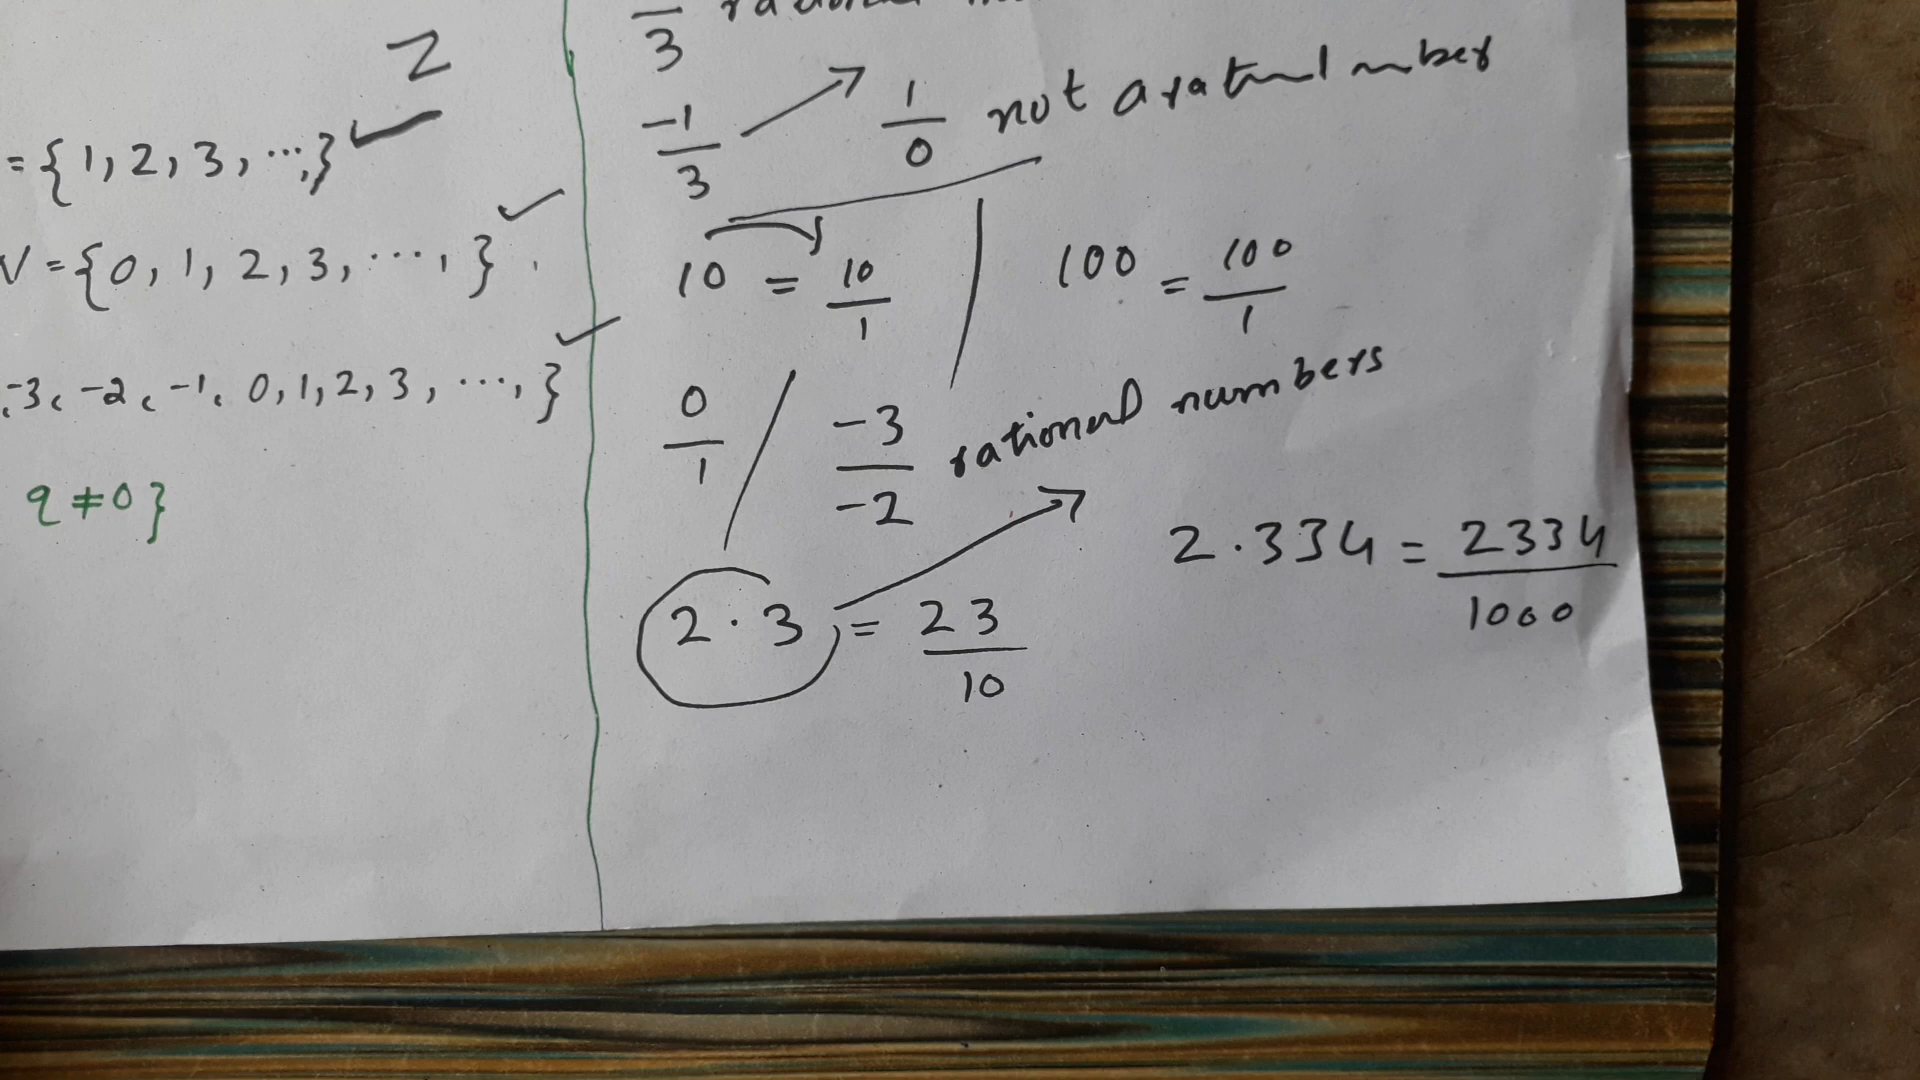 Z
= {1, 2, 3, ...,}
= {0, 1, 2, 3, ..., }
-3, -2, -1, 0, 1, 2, 3, ..., }
q ≠ 0}
3
-1/3
1/0 not a
10 = 10/1
100 = 100/1
0/1
-3/-2 rational numbers
2.3 = 23/10
2.334 = 2334/1000